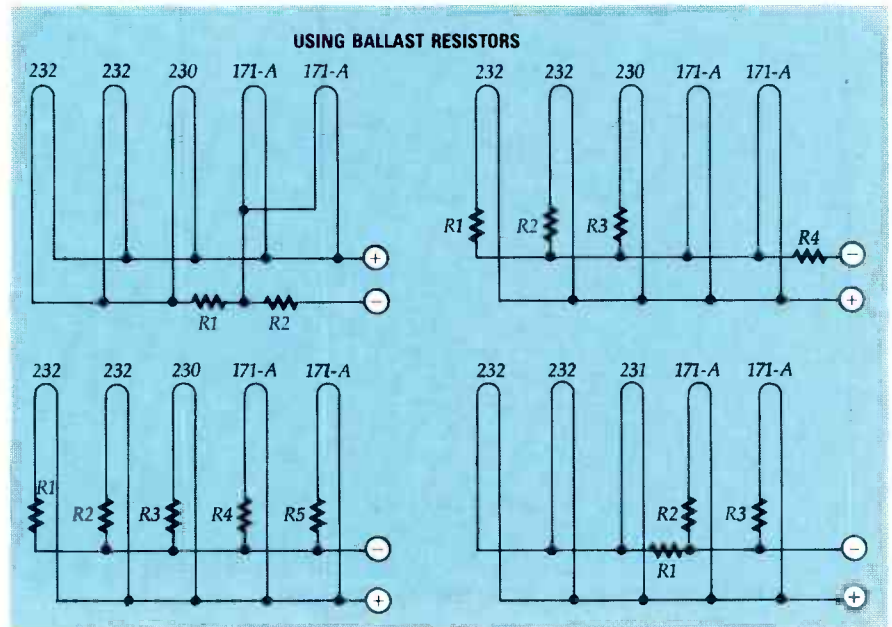 USING BALLAST RESISTORS
232 232 230 171-A 171-A
+
−
R1 R2
232 232 230 171-A 171-A
R1 R2 R3
R4
−
+
232 232 230 171-A 171-A
R1
R2 R3 R4 R5
−
+
232 232 231 171-A 171-A
R2 R3
−
R1
+